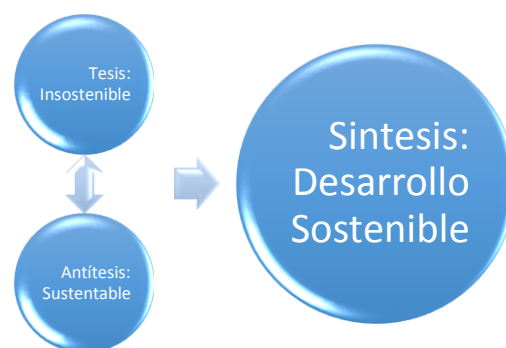 Tesis:
Insostenible
Antítesis:
Sustentable
Sintesis:
Desarrollo
Sostenible